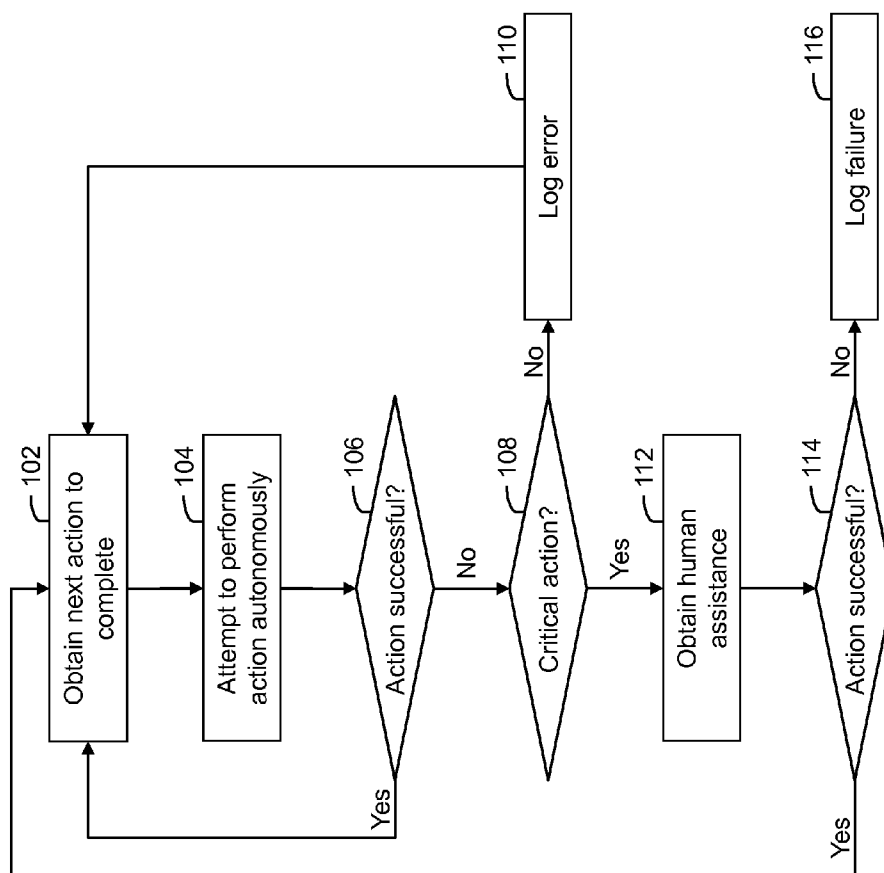 102
Obtain next action to
complete
104
Attempt to perform
action autonomously
106
Action successful?
Yes
No
108
Critical action?
No
110
Log error
Yes
112
Obtain human
assistance
114
Action successful?
Yes
No
116
Log failure